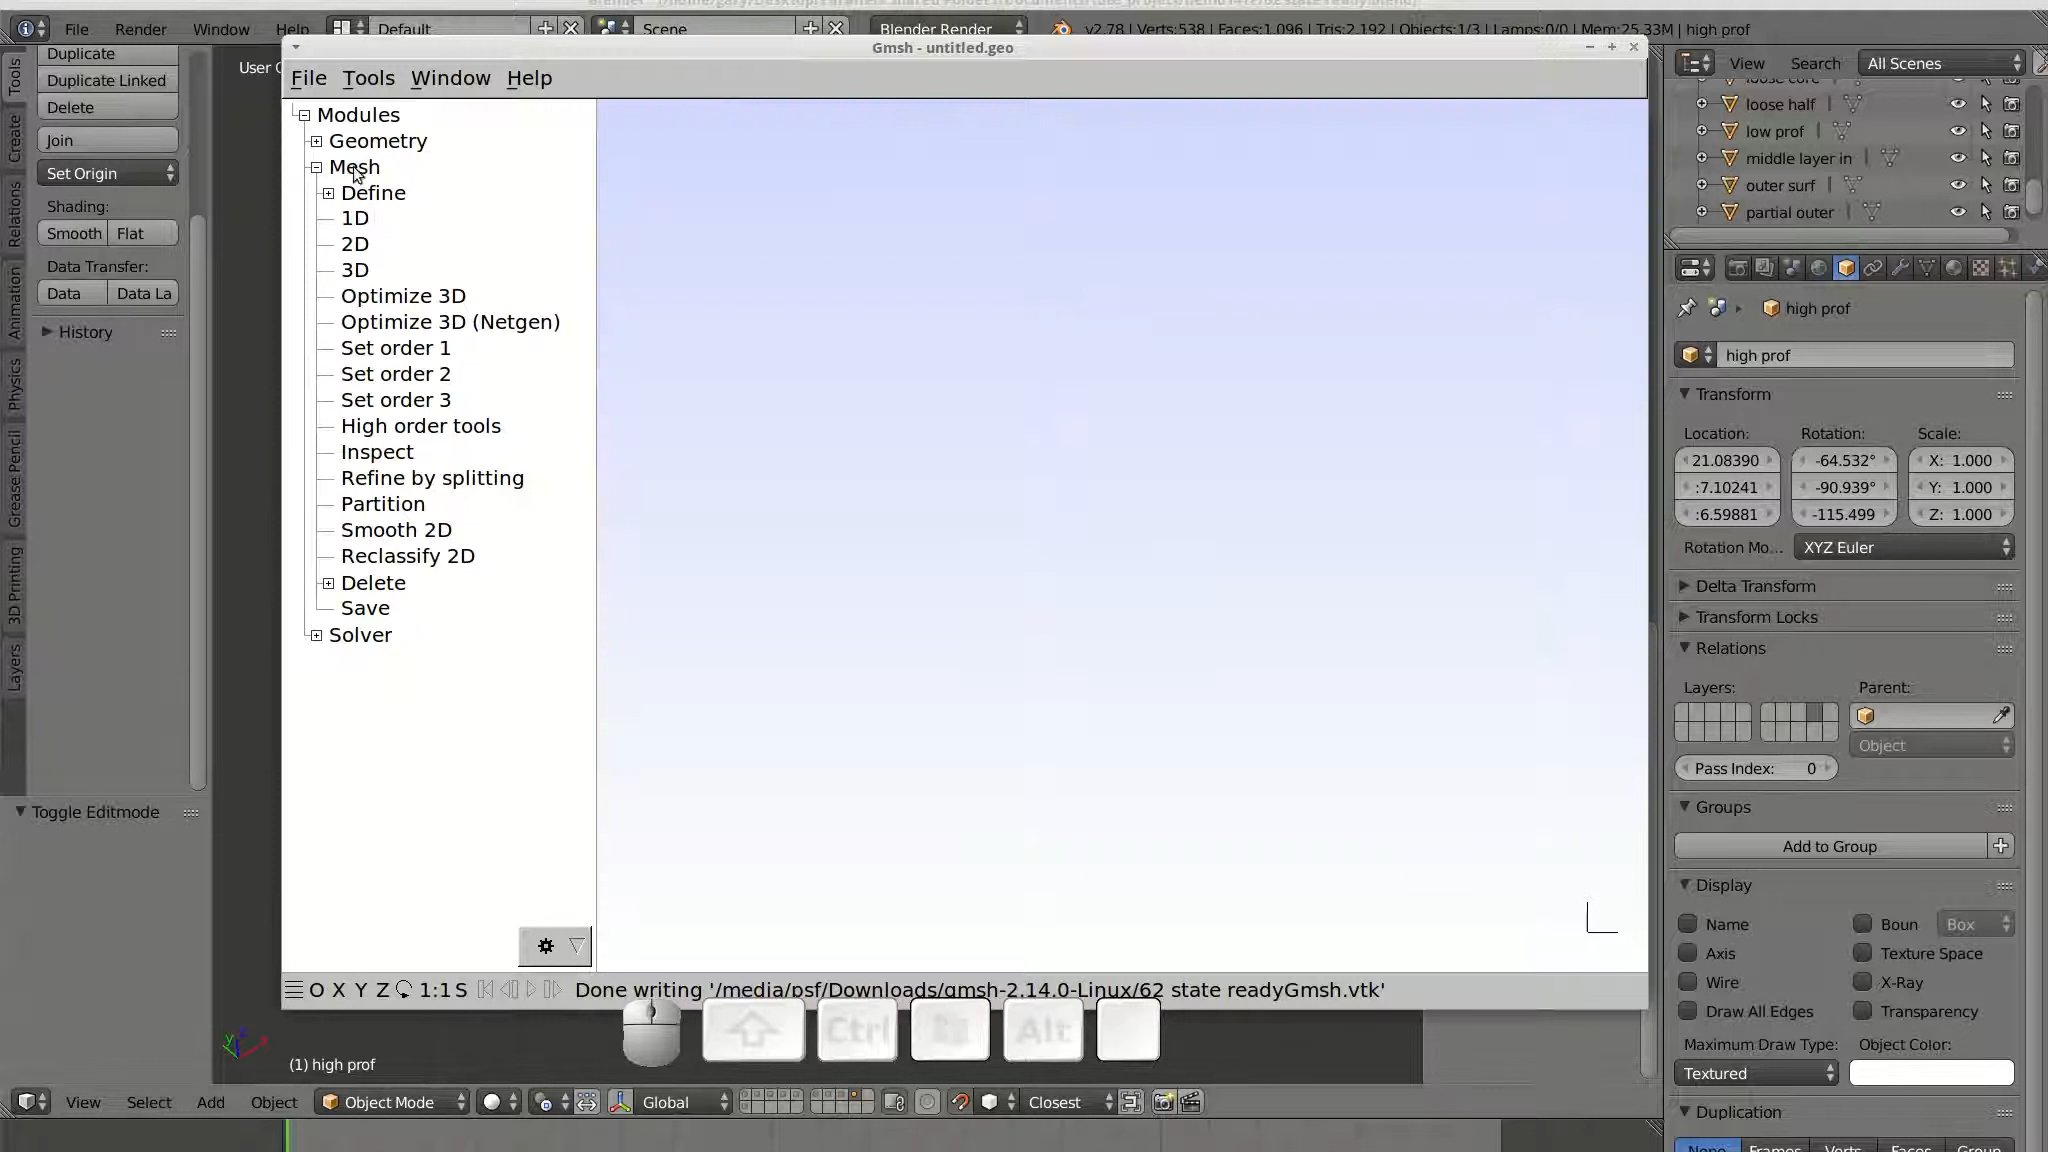 File Render Window Help Default Scene Blender Render v2.78 | Verts:538 | Faces:1,096 | Tris:2,192 | Objects:1/3 | Lamps:0/0 | Mem:25.33M | high prof
Gmsh - untitled.geo
File Tools Window Help
Modules
Geometry
Mesh
Define
1D
2D
3D
Optimize 3D
Optimize 3D (Netgen)
Set order 1
Set order 2
Set order 3
High order tools
Inspect
Refine by splitting
Partition
Smooth 2D
Reclassify 2D
Delete
Save
Solver
O X Y Z 1:1 S Done writing '/media/psf/Downloads/gmsh-2.14.0-Linux/62 state readyGmsh.vtk'
Ctrl Alt
Tools
Create
Relations
Animation
Physics
Grease Pencil
3D Printing
Layers
Duplicate
Duplicate Linked
Delete
Join
Set Origin
Shading:
Smooth Flat
Data Transfer:
Data Data La
History
Toggle Editmode
User
(1) high prof
View Select Add Object Object Mode Global Closest
View Search All Scenes
loose core
loose half
low prof
middle layer in
outer surf
partial outer
high prof
high prof
Transform
Location: Rotation: Scale:
21.08390 -64.532° X: 1.000
:7.10241 -90.939° Y: 1.000
:6.59881 -115.499 Z: 1.000
Rotation Mo... XYZ Euler
Delta Transform
Transform Locks
Relations
Layers: Parent:
Object
Pass Index: 0
Groups
Add to Group
Display
Name Boun Box
Axis Texture Space
Wire X-Ray
Draw All Edges Transparency
Maximum Draw Type: Object Color:
Textured
Duplication
None Frames Verts Faces Group